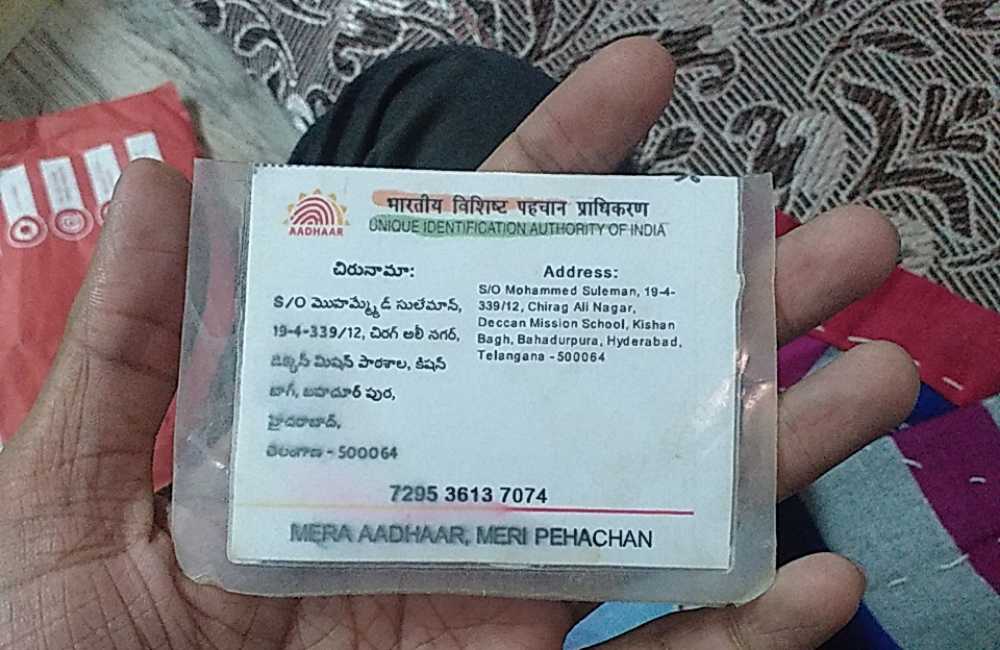 भारतीय विशिष्ट पहचान प्राधिकरण
AADHAAR
UNIQUE IDENTIFICATION AUTHORITY OF INDIA
చిరునామా:
S/O మొహమ్మ్మెడ్ సులేమాన్,
19-4-339/12, చిరగ్ అలీ నగర్,
డెక్కన్ మిషన్ పాఠశాల, కిషన్
బాగ్, బహదూర్ పుర,
హైదరాబాద్,
తెలంగాణ - 500064
Address:
S/O Mohammed Suleman, 19-4-
339/12, Chirag Ali Nagar,
Deccan Mission School, Kishan
Bagh, Bahadurpura, Hyderabad,
Telangana - 500064
7295 3613 7074
MERA AADHAAR, MERI PEHACHAN